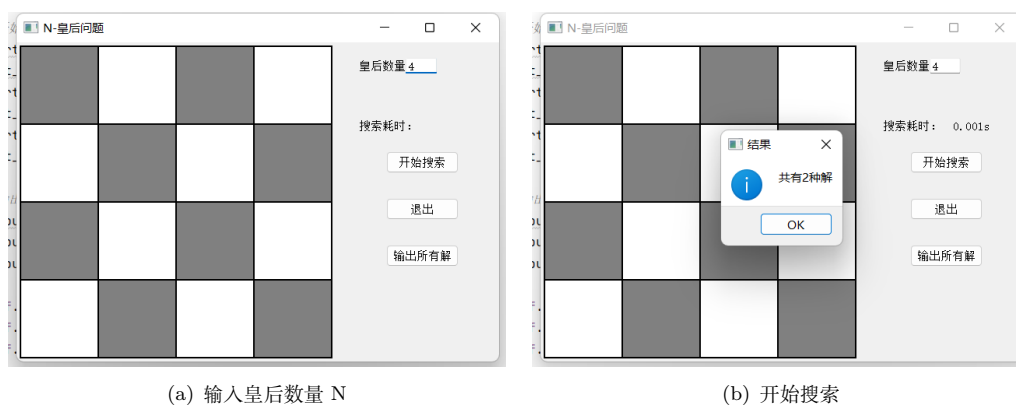 N-皇后问题
皇后数量 4
搜索耗时：
开始搜索
退出
输出所有解
(a) 输入皇后数量 N
N-皇后问题
皇后数量 4
搜索耗时： 0.001s
开始搜索
退出
输出所有解
结果
共有2种解
OK
(b) 开始搜索